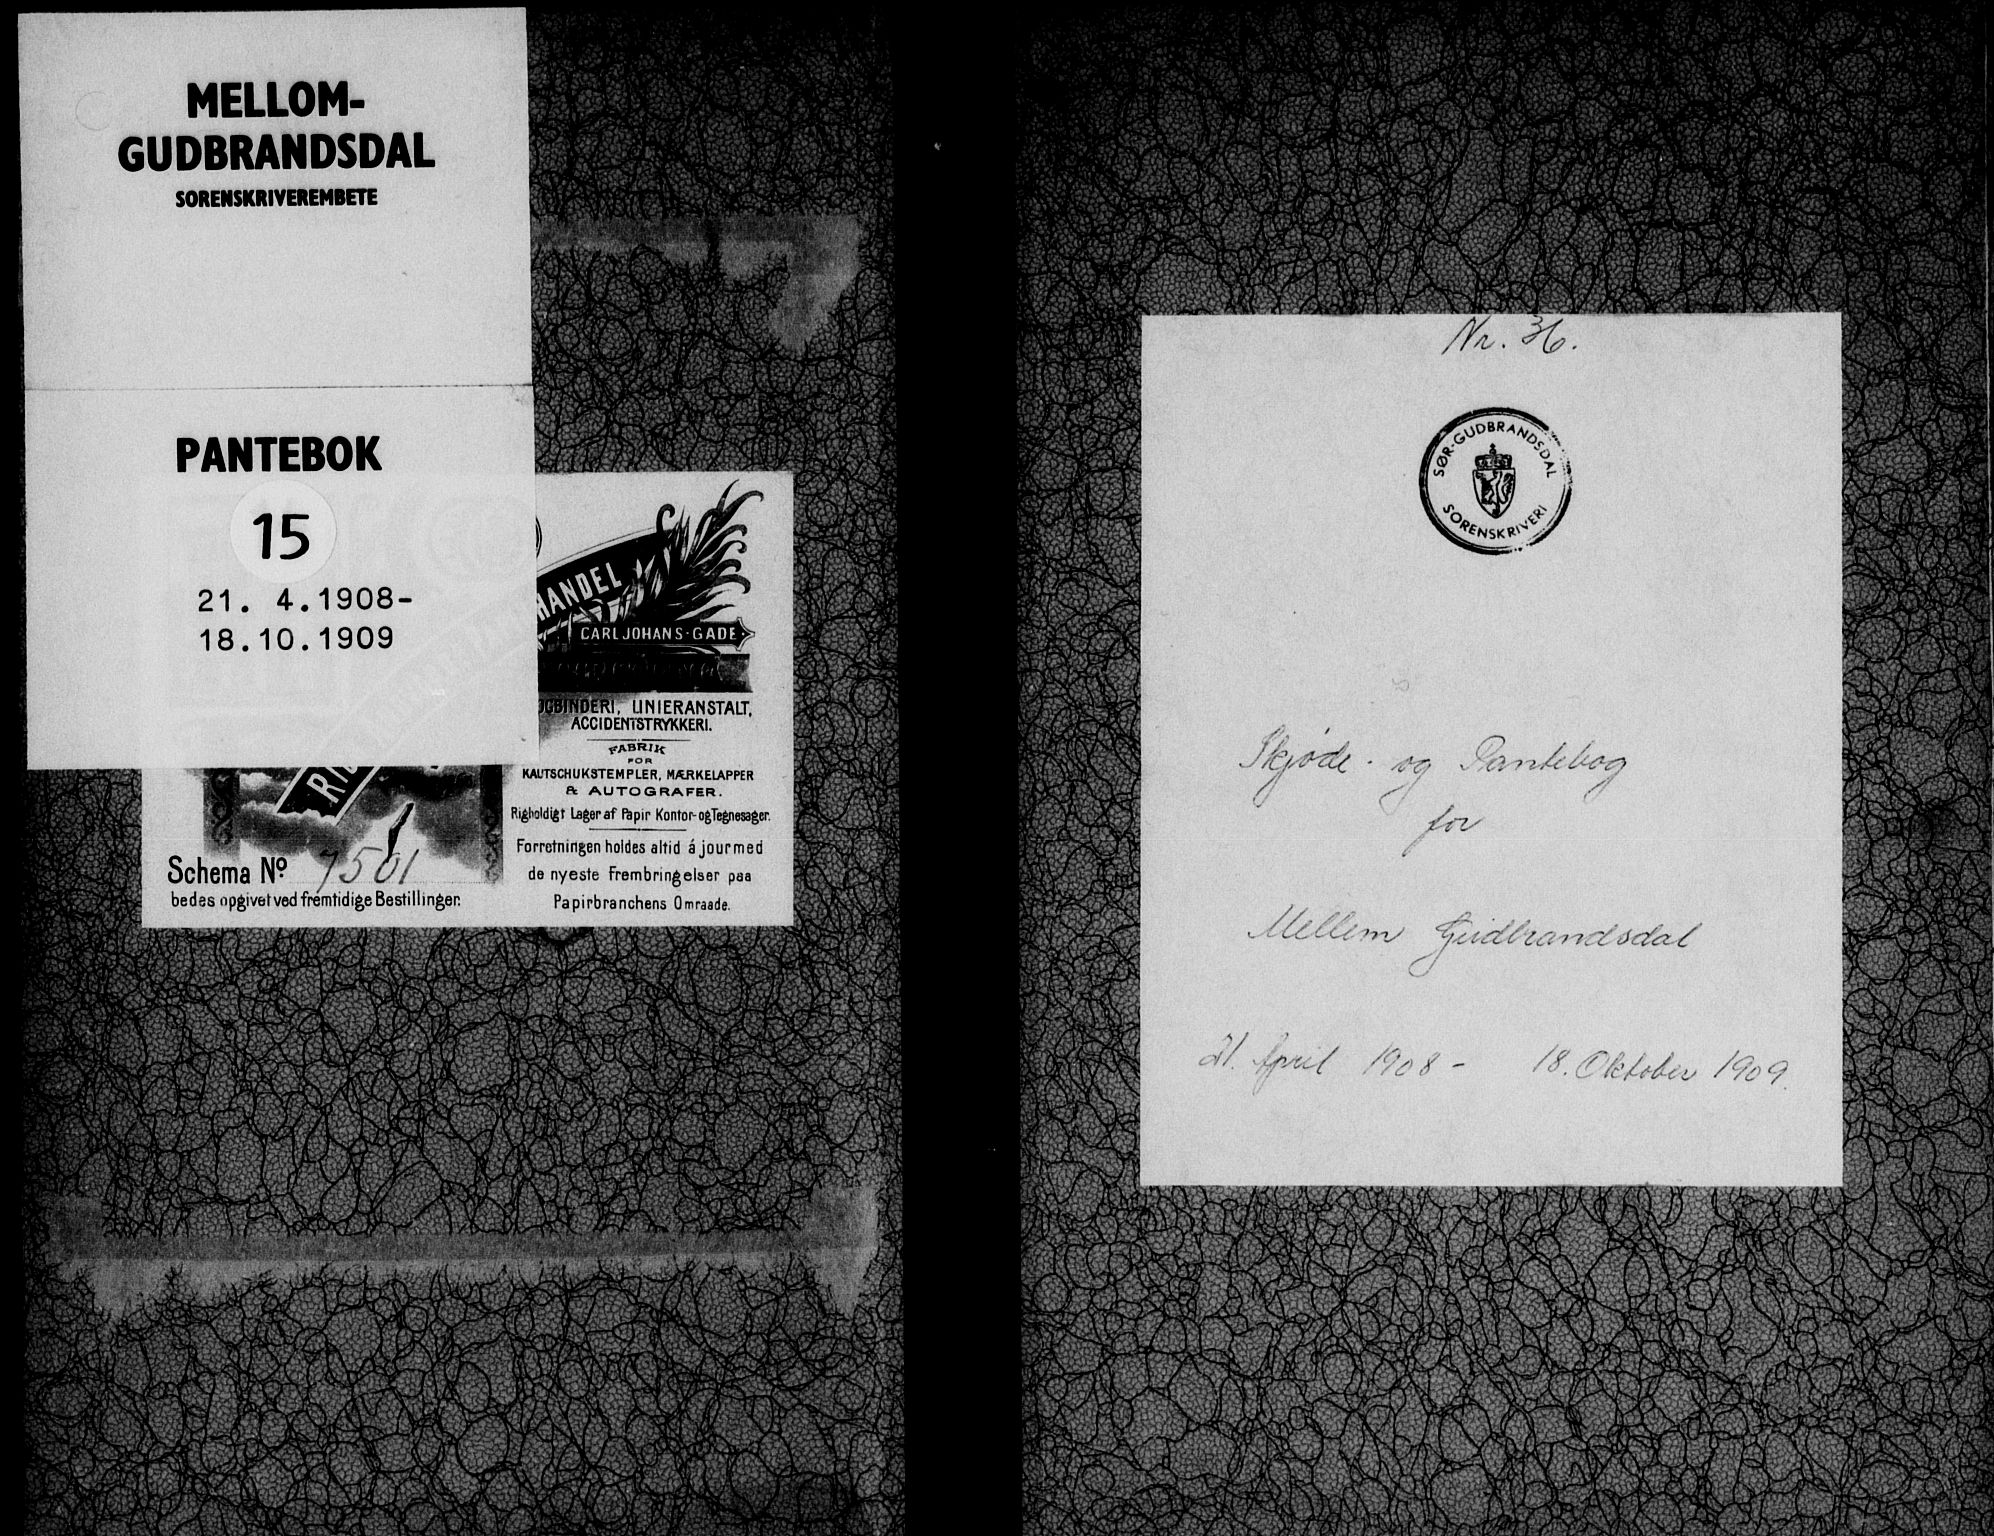 MELLOM-
GUDBRANDSDAL
SORENSKRIVEREMBETE
PANTEBOK
15
21. 4.1908-
18.10.1909
HANDEL
CARL JOHANS-GADE
OGBINDERI, LINIERANSTALT,
ACCIDENTSTRYKKERI.
FABRIK
FOR
KAUTSCHUKSTEMPLER, MÆRKELAPPER
& AUTOGRAFER.
Righoldigt Lager af Papir Kontor- og Tegnesager.
Forretningen holdes altid á jour med
de nyeste Frembringelser paa
Papirbranchens Omraade.
Schema No. 7501
bedes opgivet ved fremtidige Bestillinger.
Nr. 36.
SØR-GUDBRANDSDAL
SORENSKRIVERI
Skjøde- og Pantebog
for
Mellem Gudbrandsdal
21. April 1908 - 18. Oktober 1909.